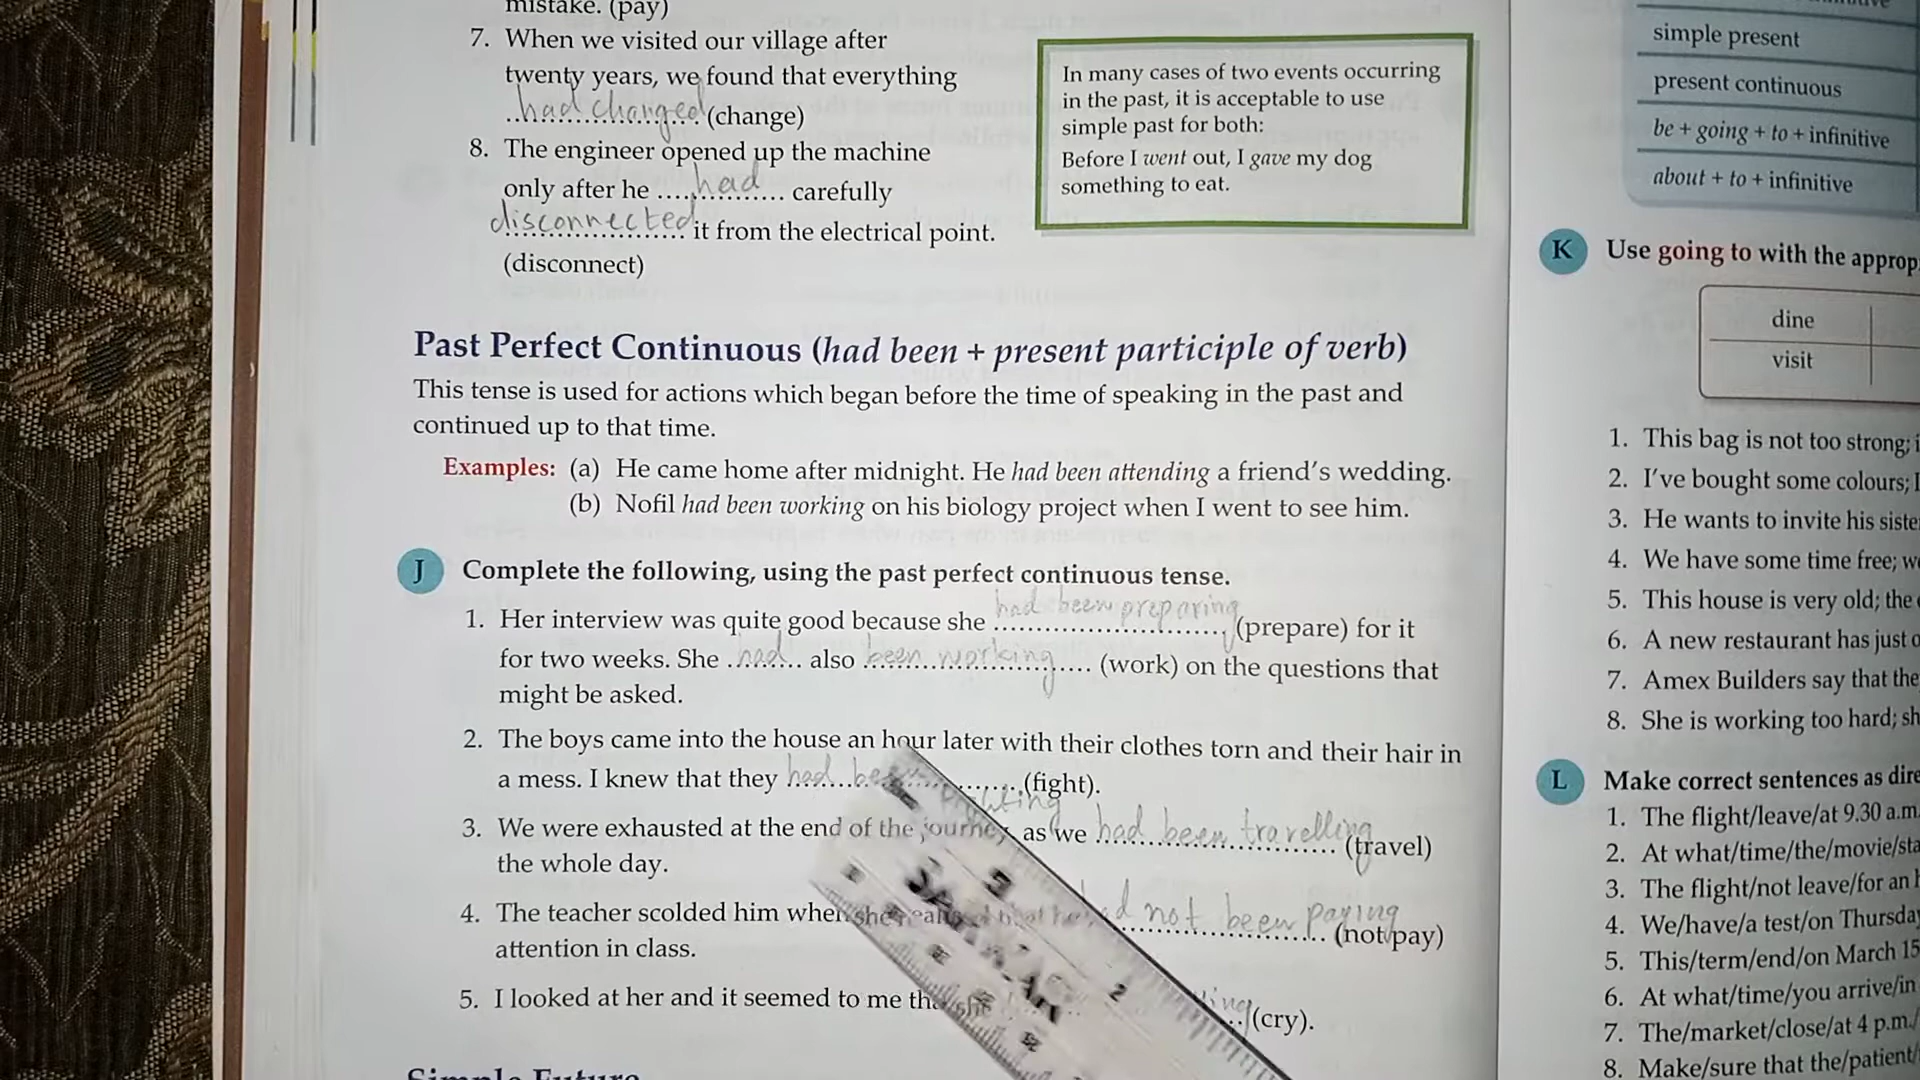 mistake. (pay)
7. When we visited our village after
twenty years, we found that everything
had changed (change)
8. The engineer opened up the machine
only after he had carefully
disconnected it from the electrical point.
(disconnect)
In many cases of two events occurring
in the past, it is acceptable to use
simple past for both:
Before I went out, I gave my dog
something to eat.
Past Perfect Continuous (had been + present participle of verb)
This tense is used for actions which began before the time of speaking in the past and
continued up to that time.
Examples: (a) He came home after midnight. He had been attending a friend's wedding.
(b) Nofil had been working on his biology project when I went to see him.
J Complete the following, using the past perfect continuous tense.
1. Her interview was quite good because she had been preparing (prepare) for it
for two weeks. She had also been working (work) on the questions that
might be asked.
2. The boys came into the house an hour later with their clothes torn and their hair in
a mess. I knew that they had (fight).
fighting
3. We were exhausted at the end of the journey as we had been travelling (travel)
the whole day.
4. The teacher scolded him when she not been paying (not pay)
attention in class.
5. I looked at her and it seemed to me she (cry).
simple present
present continuous
be + going + to + infinitive
about + to + infinitive
K Use going to with the
dine
visit
1. This bag is not too strong;
2. I've bought some colours;
3. He wants to invite his
4. We have some time free;
5. This house is very old; the
6. A new restaurant has just
7. Amex Builders say that the
8. She is working too hard;
L Make correct sentences as
1. The flight/leave/at 9.30 a.m.
2. At what/time/the/movie/
3. The flight/not leave/for an
4. We/have/a test/on
5. This/term/end/on March 15
6. At what/time/you arrive/in
7. The/market/close/at 4 p.m./
8. Make/sure that the/patient/